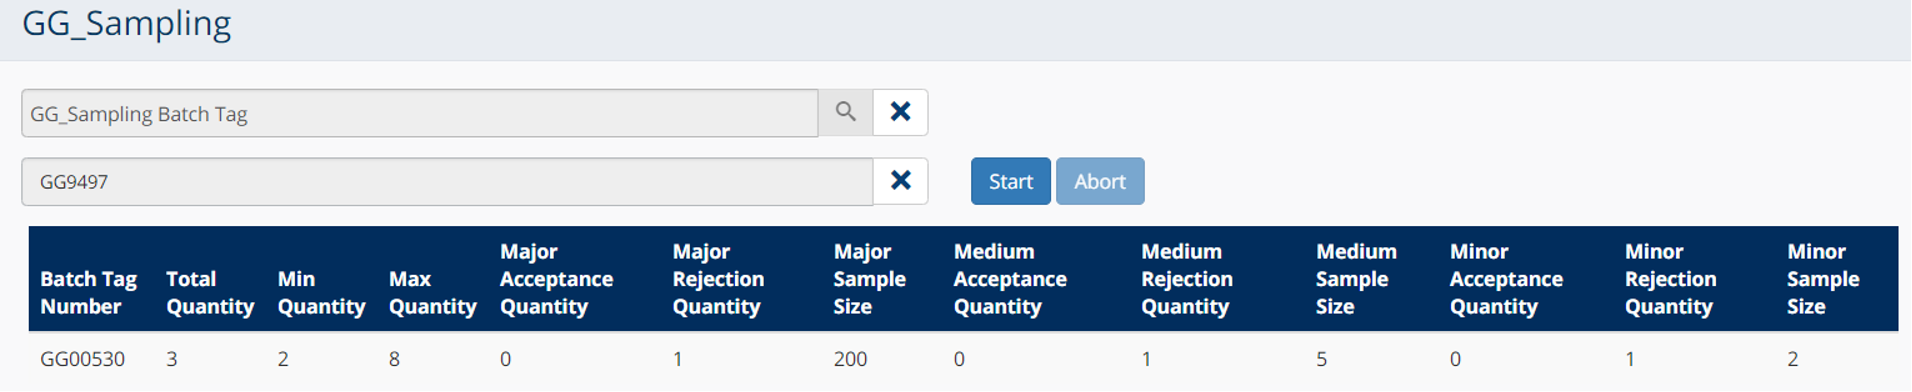 GG_Sampling
GG_Sampling Batch Tag
GG9497
Start
Abort
Batch Tag Number
Total Quantity
Min Quantity
Max Quantity
Major Acceptance Quantity
Major Rejection Quantity
Major Sample Size
Medium Acceptance Quantity
Medium Rejection Quantity
Medium Sample Size
Minor Acceptance Quantity
Minor Rejection Quantity
Minor Sample Size
GG00530 3 2 8 0 1 200 0 1 5 0 1 2